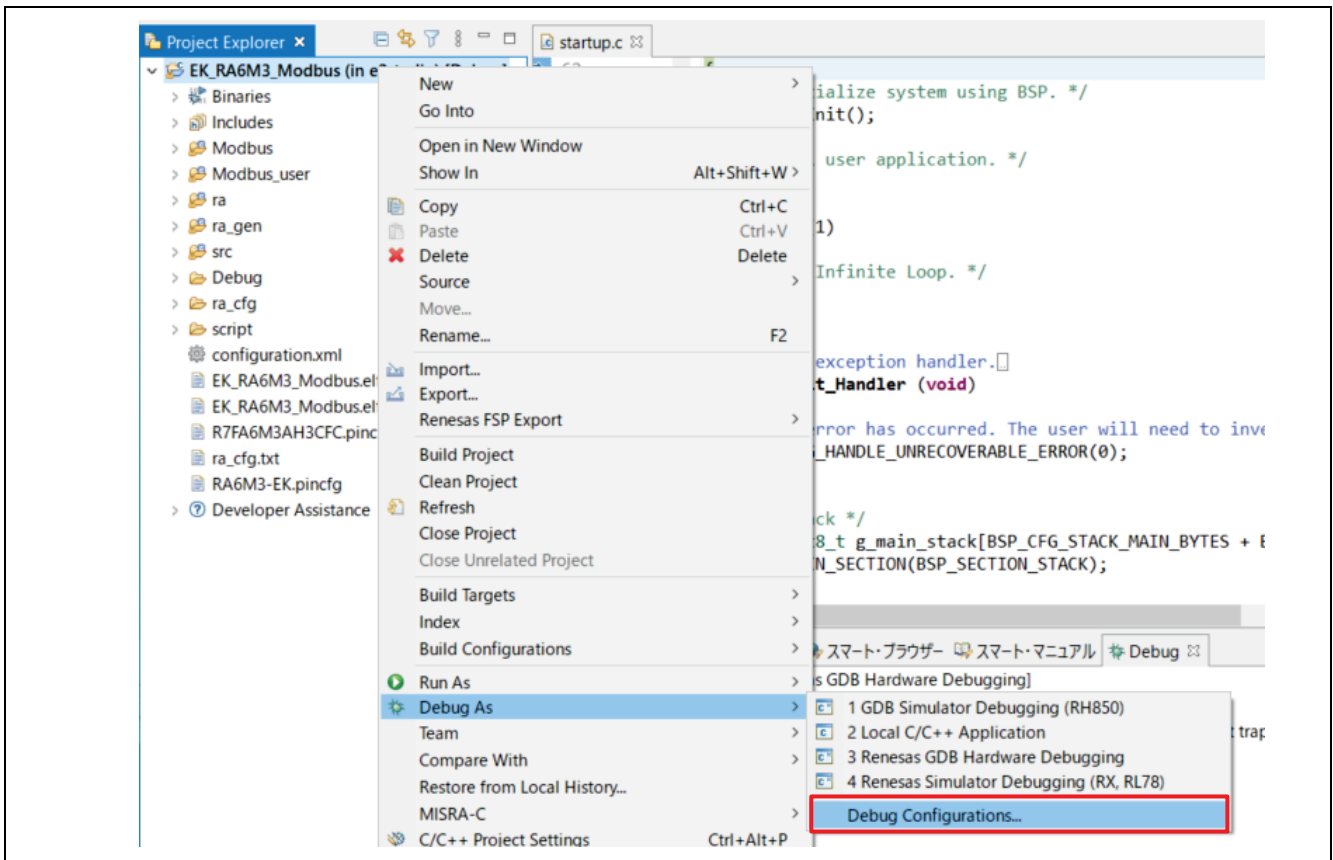 Project Explorer
startup.c
EK_RA6M3_Modbus (in e
Binaries
Includes
Modbus
Modbus_user
ra
ra_gen
src
Debug
ra_cfg
script
configuration.xml
EK_RA6M3_Modbus.el
EK_RA6M3_Modbus.el
R7FA6M3AH3CFC.pinc
ra_cfg.txt
RA6M3-EK.pincfg
Developer Assistance
New
Go Into
Open in New Window
Show In Alt+Shift+W >
Copy Ctrl+C
Paste Ctrl+V
Delete Delete
Source
Move...
Rename... F2
Import...
Export...
Renesas FSP Export
Build Project
Clean Project
Refresh
Close Project
Close Unrelated Project
Build Targets
Index
Build Configurations
Run As
Debug As
Team
Compare With
Restore from Local History...
MISRA-C
C/C++ Project Settings Ctrl+Alt+P
ialize system using BSP. */
nit();
user application. */
1)
Infinite Loop. */
exception handler.
t_Handler (void)
rror has occurred. The user will need to inve
_HANDLE_UNRECOVERABLE_ERROR(0);
ck */
8_t g_main_stack[BSP_CFG_STACK_MAIN_BYTES +
N_SECTION(BSP_SECTION_STACK);
スマート・ブラウザー スマート・マニュアル Debug
s GDB Hardware Debugging]
1 GDB Simulator Debugging (RH850)
2 Local C/C++ Application
3 Renesas GDB Hardware Debugging
4 Renesas Simulator Debugging (RX, RL78)
Debug Configurations...
t trap